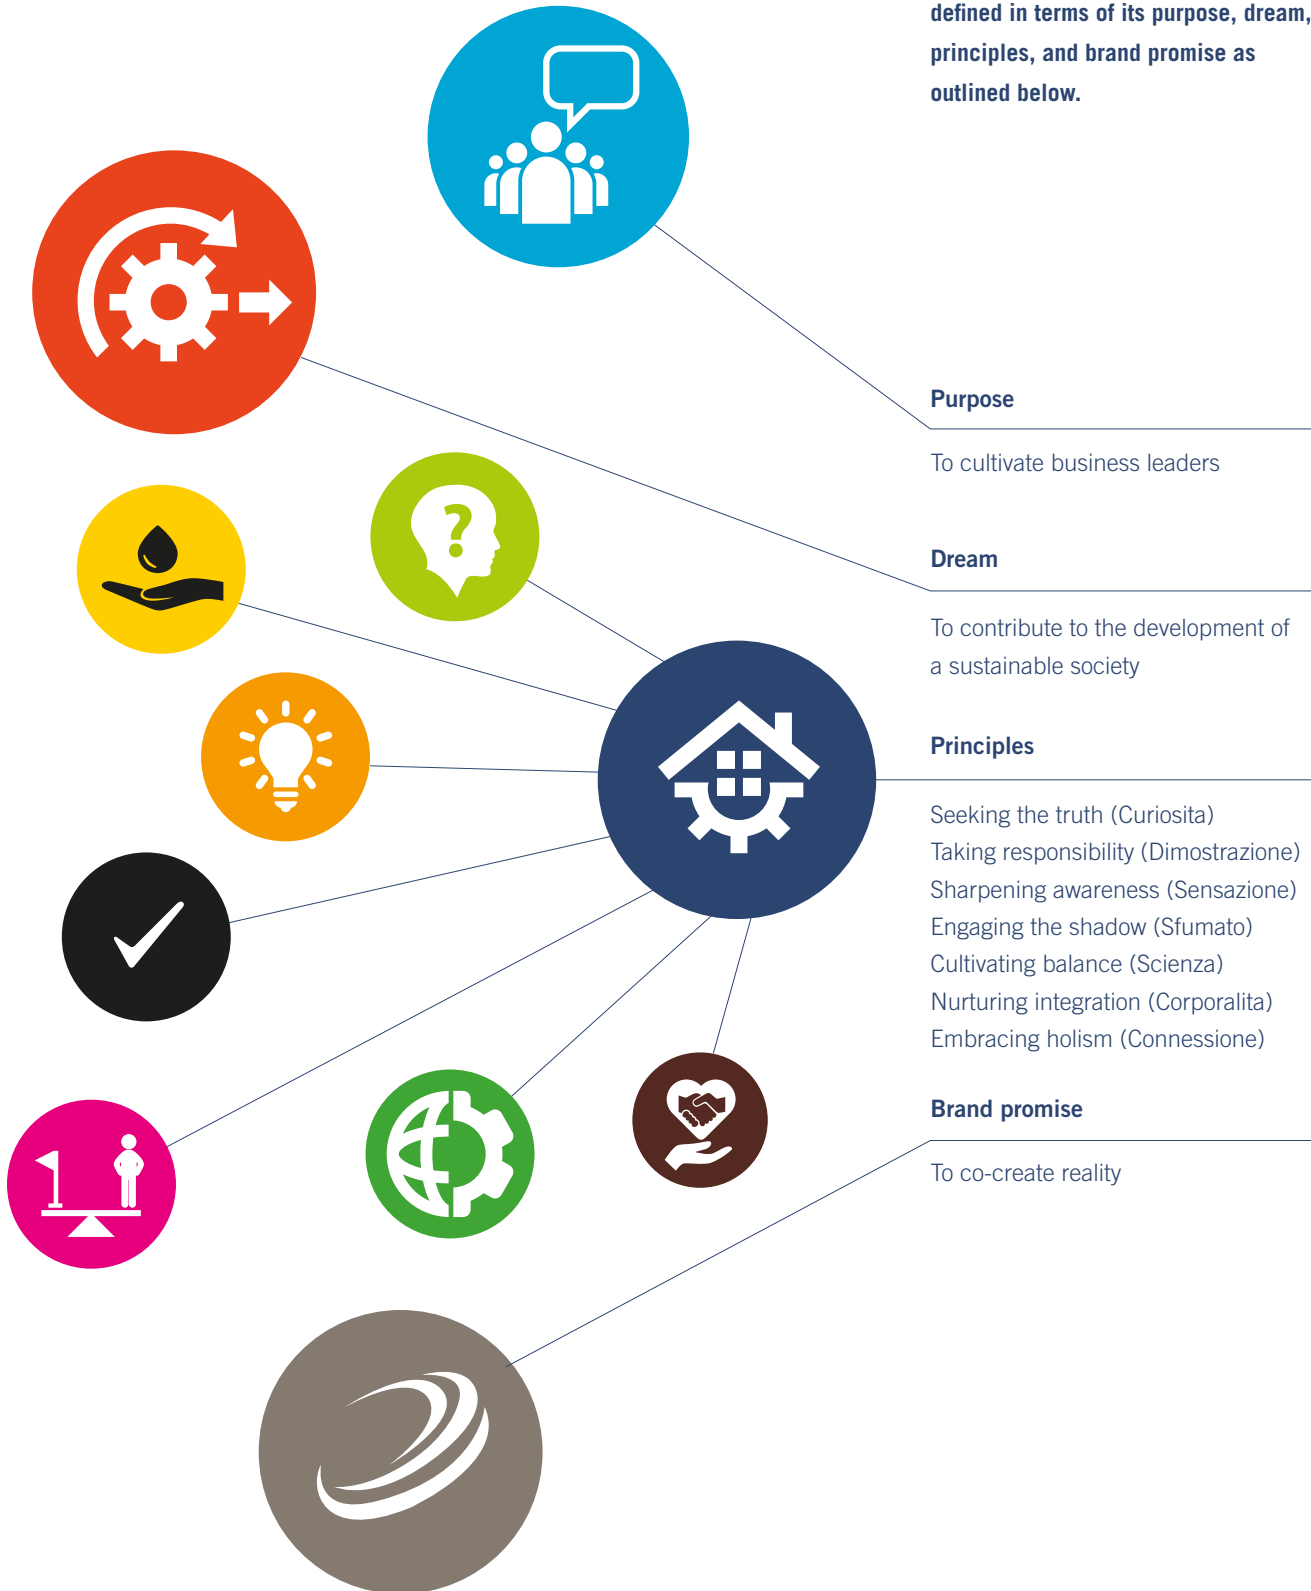 defined in terms of its purpose, dream,
principles, and brand promise as
outlined below.
Purpose
To cultivate business leaders
Dream
To contribute to the development of
a sustainable society
Principles
Seeking the truth (Curiosita)
Taking responsibility (Dimostrazione)
Sharpening awareness (Sensazione)
Engaging the shadow (Sfumato)
Cultivating balance (Scienza)
Nurturing integration (Corporalita)
Embracing holism (Connessione)
Brand promise
To co-create reality
?